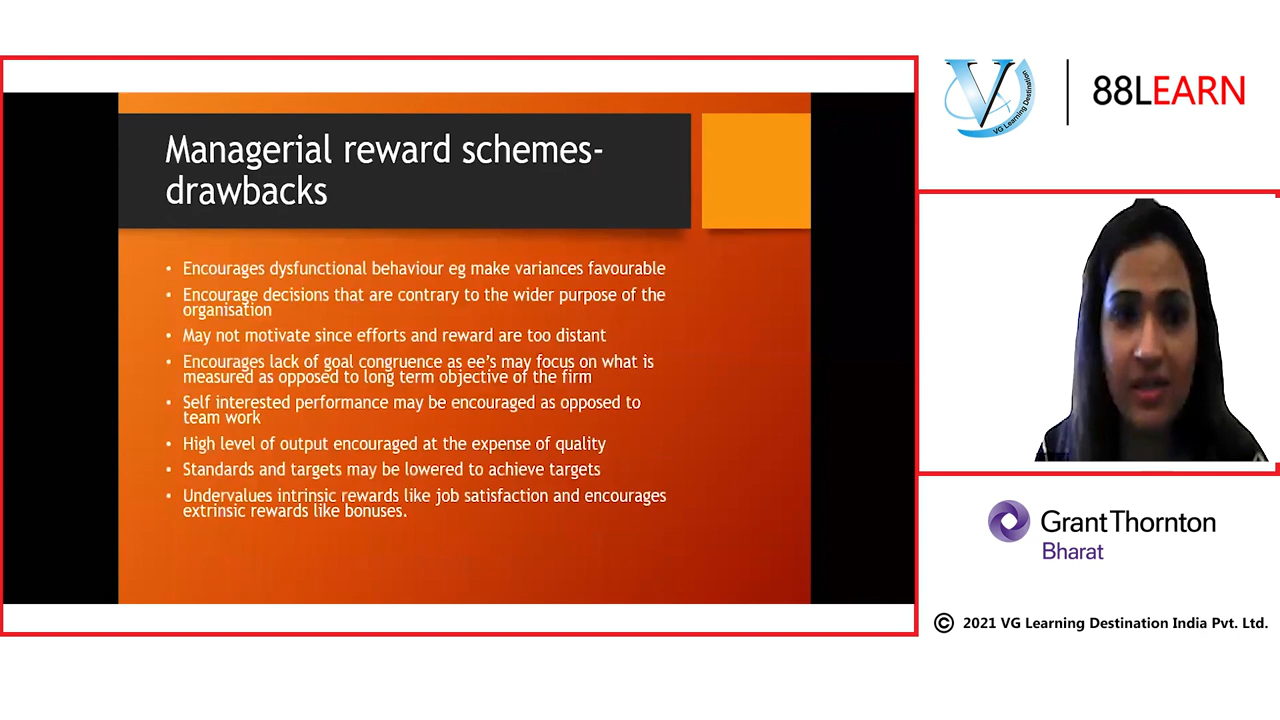 Managerial reward schemes-
drawbacks
• Encourages dysfunctional behaviour eg make variances favourable
• Encourage decisions that are contrary to the wider purpose of the
organisation
• May not motivate since efforts and reward are too distant
• Encourages lack of goal congruence as ee's may focus on what is
measured as opposed to long term objective of the firm
• Self interested performance may be encouraged as opposed to
team work
• High level of output encouraged at the expense of quality
• Standards and targets may be lowered to achieve targets
• Undervalues intrinsic rewards like job satisfaction and encourages
extrinsic rewards like bonuses.
V
VG Learning Destination
88LEARN
Grant Thornton
Bharat
© 2021 VG Learning Destination India Pvt. Ltd.